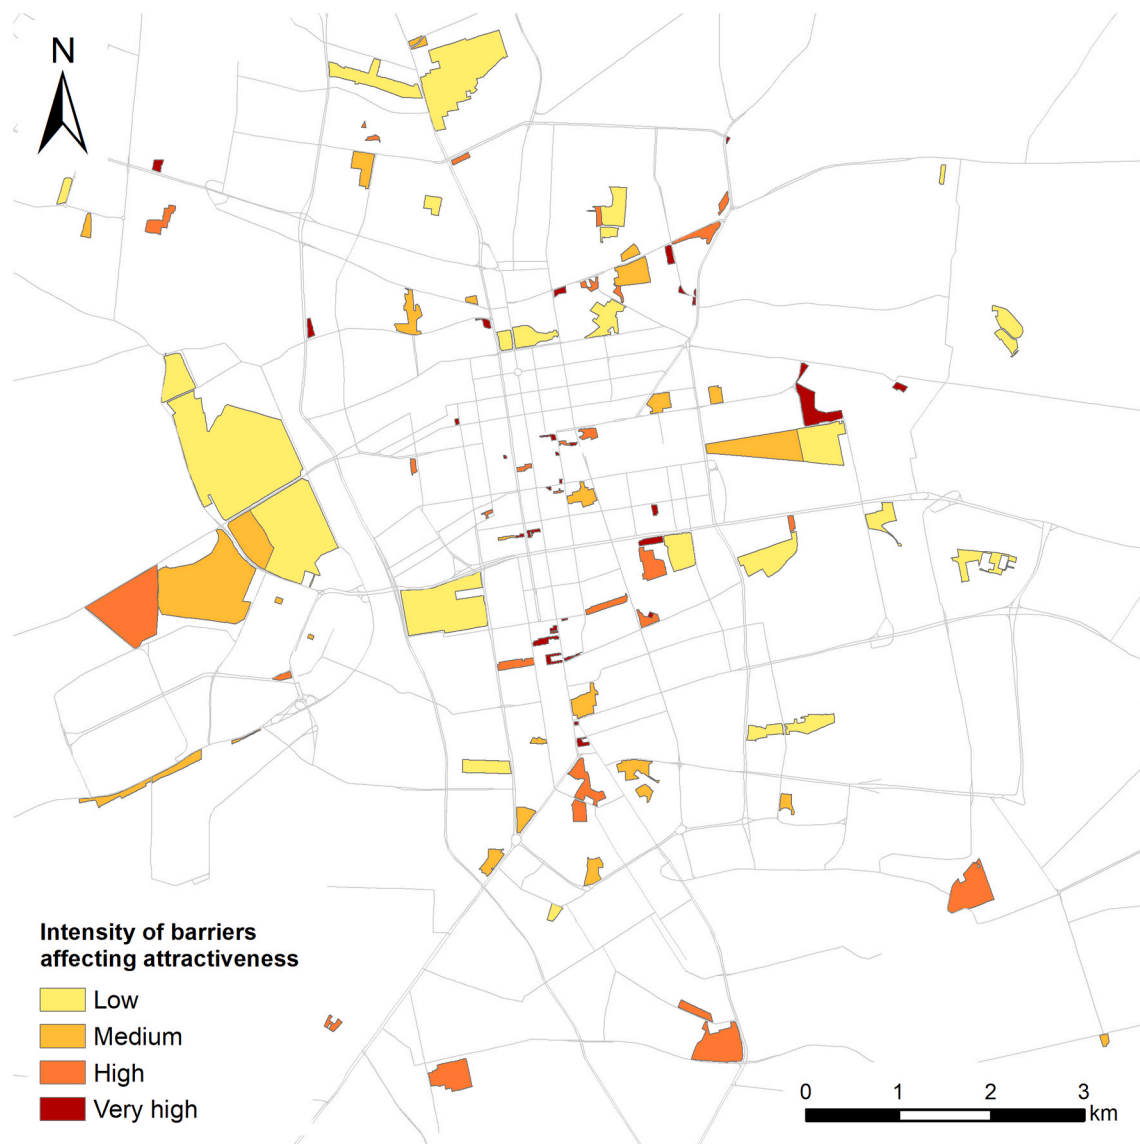 N
Intensity of barriers
affecting attractiveness
Low
Medium
High
Very high
0 1 2 3
km